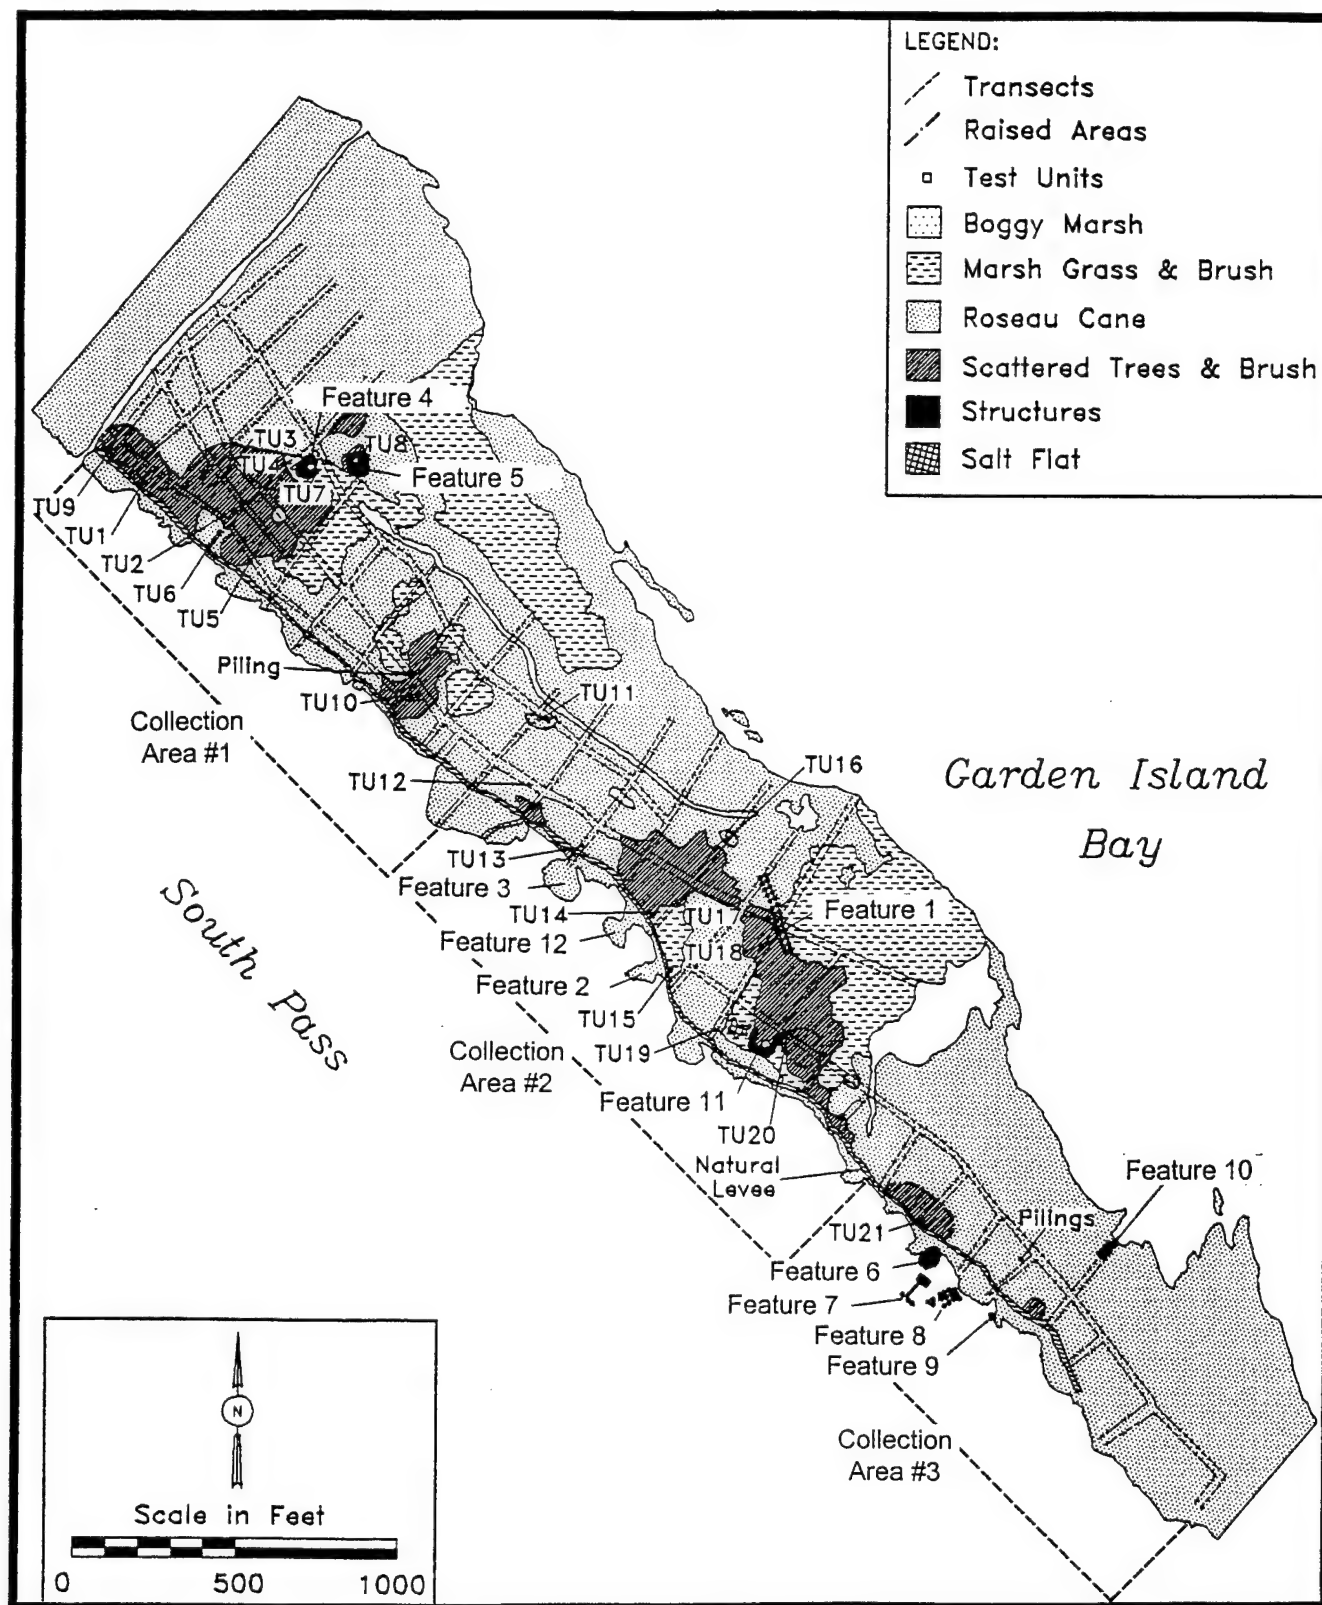 LEGEND:
Transects
Raised Areas
Test Units
Boggy Marsh
Marsh Grass & Brush
Roseau Cane
Scattered Trees & Brush
Structures
Salt Flat
Feature 4
TU3
TU8
TU4
Feature 5
TU7
TU9
TU1
TU2
TU6
TU5
Piling
TU10
TU11
Collection
Area #1
TU12
TU16
Garden Island
Bay
TU13
Feature 3
South Pass
TU14
TU17
Feature 1
Feature 12
TU18
Feature 2
TU15
TU19
Collection
Area #2
Feature 11
TU20
Natural
Levee
Feature 10
Pilings
TU21
Feature 6
Feature 7
Feature 8
Feature 9
Collection
Area #3
N
Scale in Feet
0 500 1000